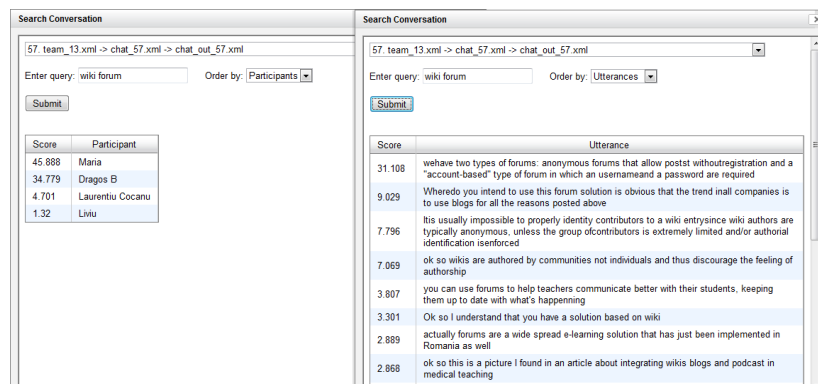 Search Conversation
57. team_13.xml -> chat_57.xml -> chat_out_57.xml
Enter query: wiki forum Order by: Participants
Submit
Score Participant
45.888 Maria
34.779 Dragos B
4.701 Laurentiu Cocanu
1.32 Liviu
Search Conversation
57. team_13.xml -> chat_57.xml -> chat_out_57.xml
Enter query: wiki forum Order by: Utterances
Submit
Score Utterance
31.108 wehave two types of forums: anonymous forums that allow postst withoutregistration and a
"account-based" type of forum in which an usernameand a password are required
9.029 Wheredo you intend to use this forum solution is obvious that the trend inall companies is
to use blogs for all the reasons posted above
7.796 Itis usually impossible to properly identity contributors to a wiki entrysince wiki authors are
typically anonymous, unless the group ofcontributors is extremely limited and/or authorial
identification isenforced
7.069 ok so wikis are authored by communities not individuals and thus discourage the feeling of
authorship
3.807 you can use forums to help teachers communicate better with their students, keeping
them up to date with what's happenning
3.301 Ok so I understand that you have a solution based on wiki
2.889 actually forums are a wide spread e-learning solution that has just been implemented in
Romania as well
2.868 ok so this is a picture I found in an article about integrating wikis blogs and podcast in
medical teaching